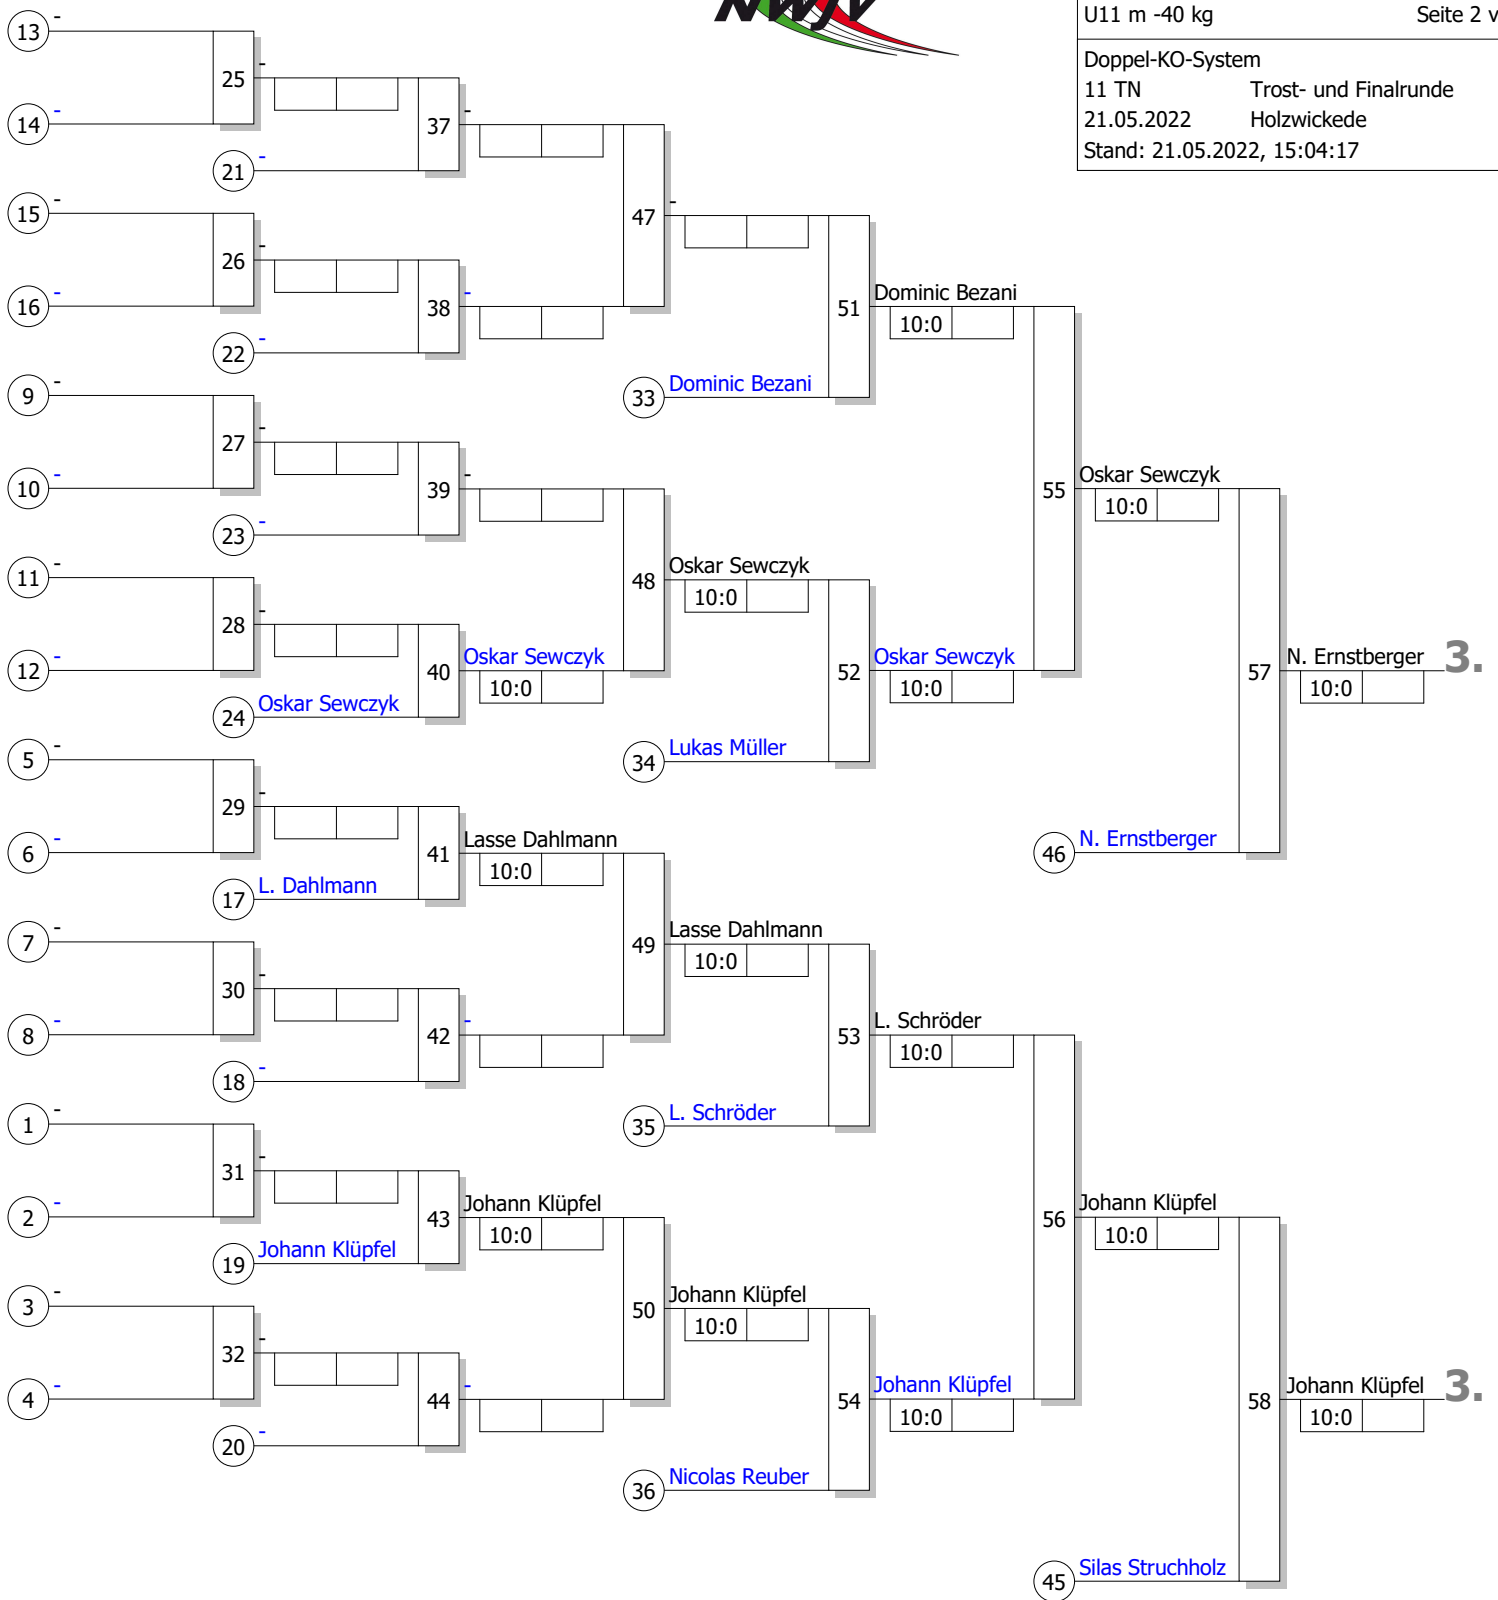 NWJV
U11 m -40 kg Seite 2 v
Doppel-KO-System
11 TN Trost- und Finalrunde
21.05.2022 Holzwickede
Stand: 21.05.2022, 15:04:17
13 -
25 -
14 -
37 -
21 -
15 -
47 -
26 -
16 -
38 -
22 -
51 Dominic Bezani
10:0
33 Dominic Bezani
9 -
27 -
10 -
39 -
23 -
55 Oskar Sewczyk
10:0
11 -
48 Oskar Sewczyk
10:0
28 -
12 -
40 Oskar Sewczyk
10:0
24 Oskar Sewczyk
52 Oskar Sewczyk
10:0
34 Lukas Müller
57 N. Ernstberger 3.
10:0
5 -
29 -
6 -
41 Lasse Dahlmann
10:0
17 L. Dahlmann
46 N. Ernstberger
7 -
49 Lasse Dahlmann
10:0
30 -
8 -
42 -
18 -
53 L. Schröder
10:0
35 L. Schröder
1 -
31 -
2 -
43 Johann Klüpfel
10:0
19 Johann Klüpfel
56 Johann Klüpfel
10:0
3 -
50 Johann Klüpfel
10:0
32 -
4 -
44 -
20 -
54 Johann Klüpfel
10:0
36 Nicolas Reuber
58 Johann Klüpfel 3.
10:0
45 Silas Struchholz